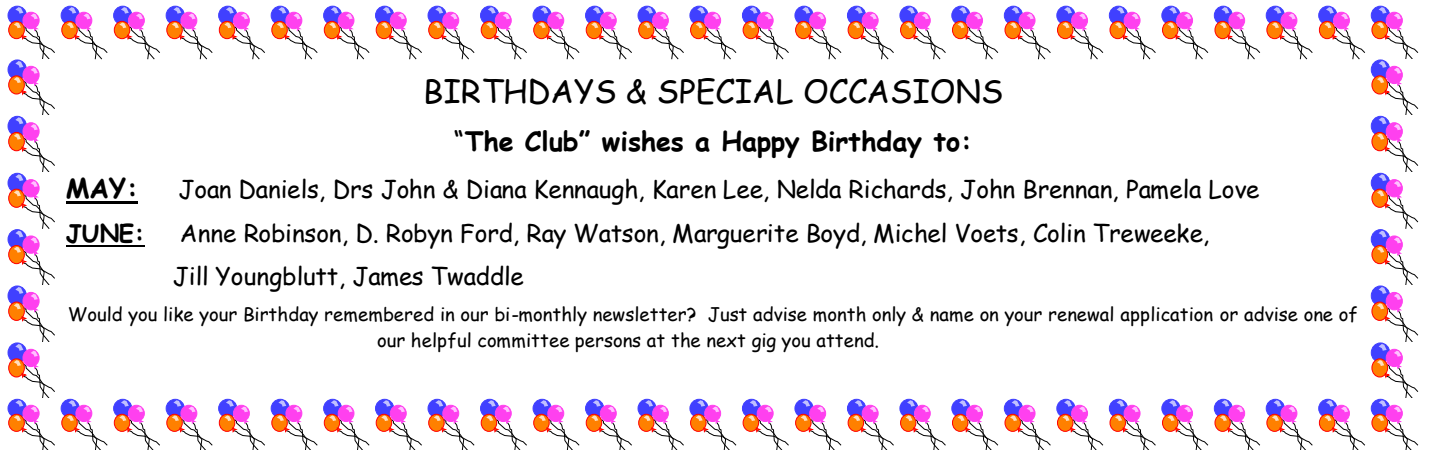 BIRTHDAYS & SPECIAL OCCASIONS
“The Club” wishes a Happy Birthday to:
MAY: Joan Daniels, Drs John & Diana Kennaugh, Karen Lee, Nelda Richards, John Brennan, Pamela Love
JUNE: Anne Robinson, D. Robyn Ford, Ray Watson, Marguerite Boyd, Michel Voets, Colin Treweeke,
Jill Youngblutt, James Twaddle
Would you like your Birthday remembered in our bi-monthly newsletter? Just advise month only & name on your renewal application or advise one of
our helpful committee persons at the next gig you attend.